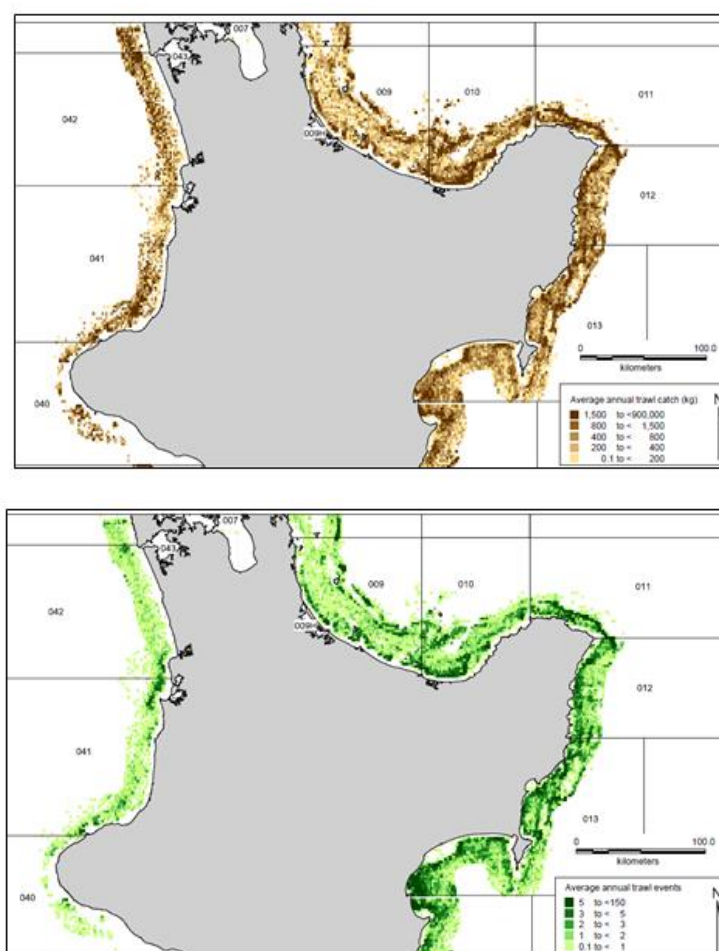 007
043
009
010
011
042
009H
012
041
013
0 100.0
kilometers
040
Average annual trawl catch (kg)
1,500 to <900,000
800 to < 1,500
400 to < 800
200 to < 400
0.1 to < 200
N
007
043
009
010
011
042
009H
012
041
013
0 100.0
kilometers
040
Average annual trawl events
5 to <150
3 to < 5
2 to < 3
1 to < 2
0.1 to < 1
N